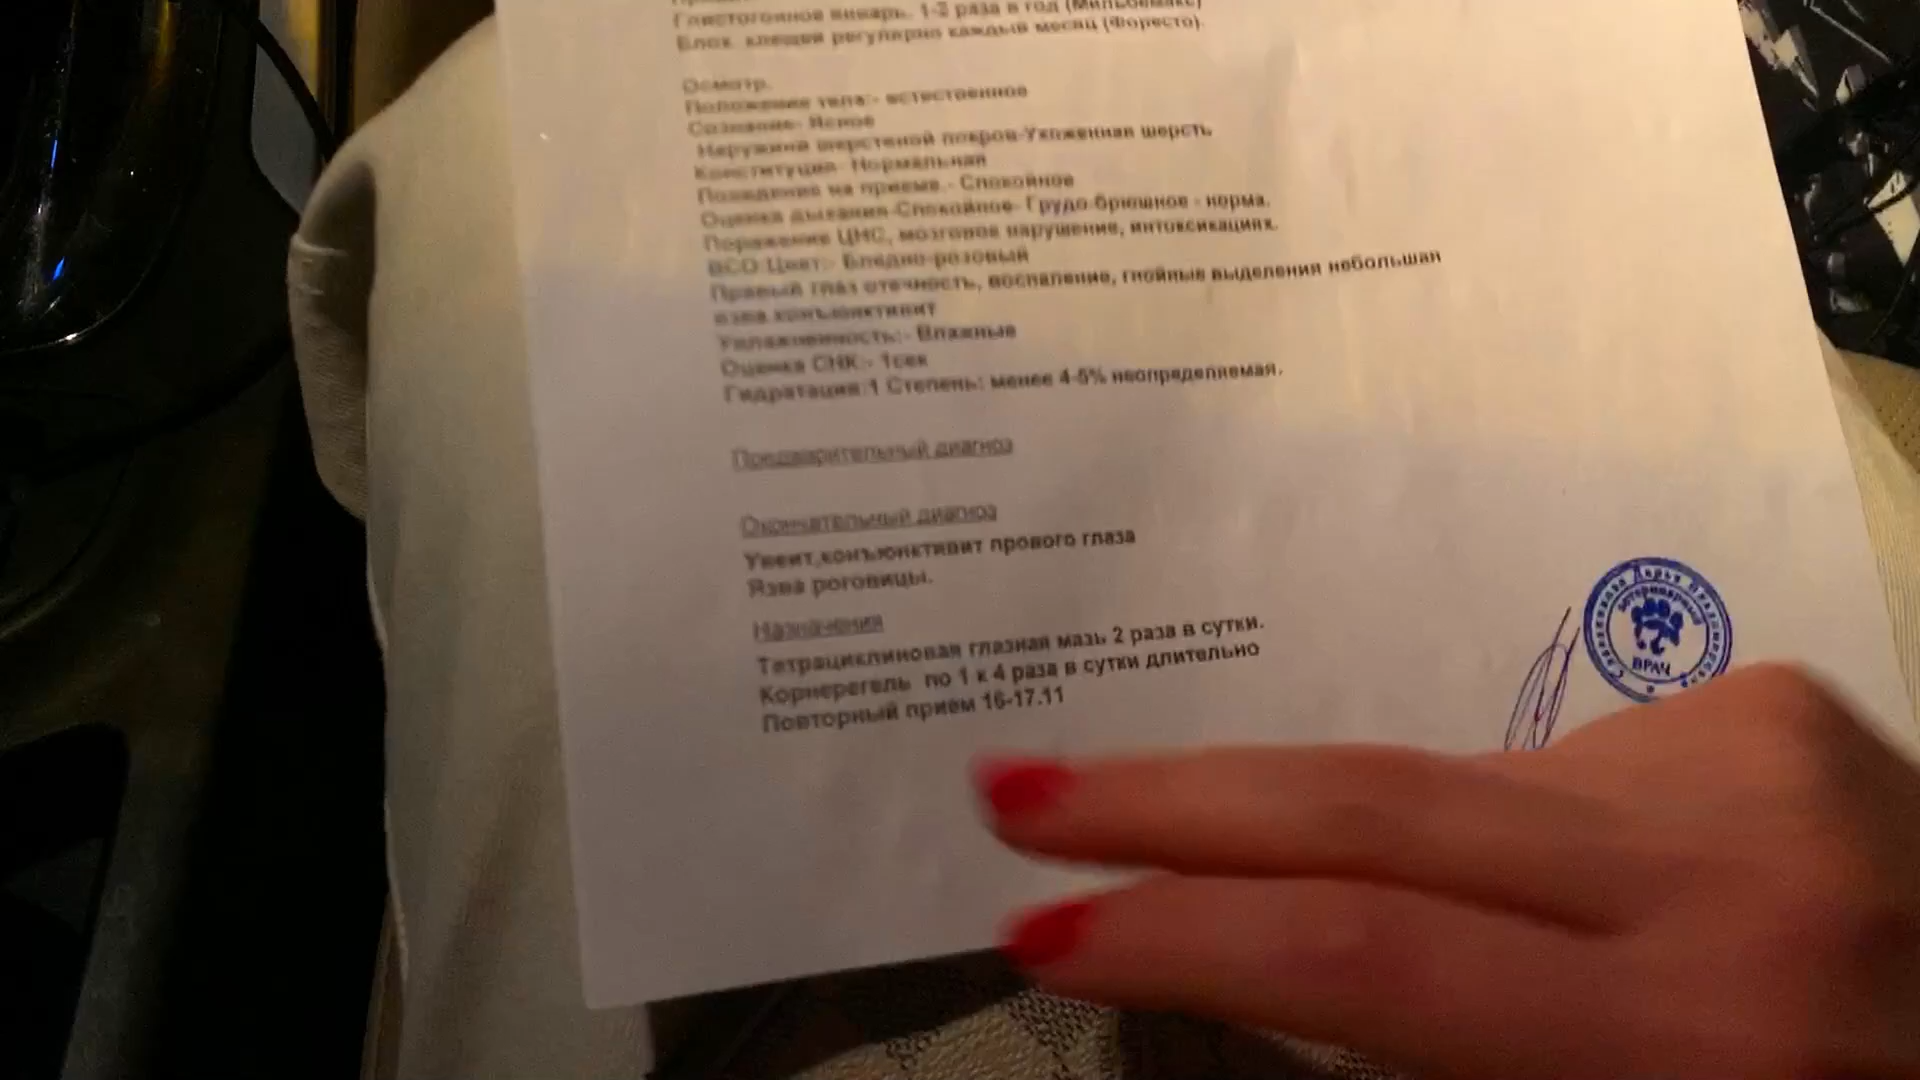 Глистогонное январь, 1-2 раза в год (Мильбемакс)
Блох, клещей регулярно каждый месяц (Форесто).
Осмотр.
Положение тела:- естественное
Сознание- Ясное
Наружний шерстеной покров-Ухоженная шерсть
Конституция- Нормальная
Поведение на приеме - Спокойное
Оценка дыхания-Спокойное- Грудо-брюшное - норма.
Поражение ЦНС, мозговое нарушение, интоксикациях.
ВСО:Цвет:- Бледно-розовый
Правый глаз отечность, воспаление, гнойные выделения небольшая
язва конъюнктивит
Увлажненность:- Влажные
Оценка СНК:- 1сек
Гидратация:1 Степень: менее 4-5% неопределяемая.
Предварительный диагноз
Окончательный диагноз
Увеит,конъюнктивит прового глаза
Язва роговицы.
Назначения
Тетрациклиновая глазная мазь 2 раза в сутки.
Корнерегель по 1 к 4 раза в сутки длительно
Повторный приём 16-17.11
ветеринарный
ВРАЧ